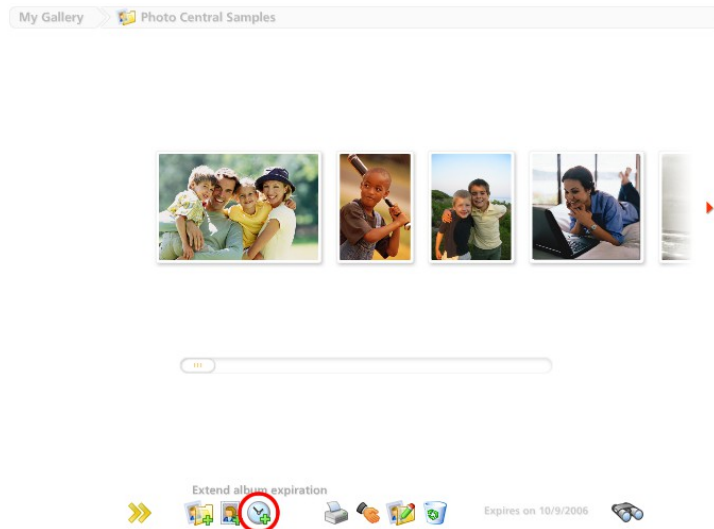 My Gallery Photo Central Samples
Extend album expiration
Expires on 10/9/2006